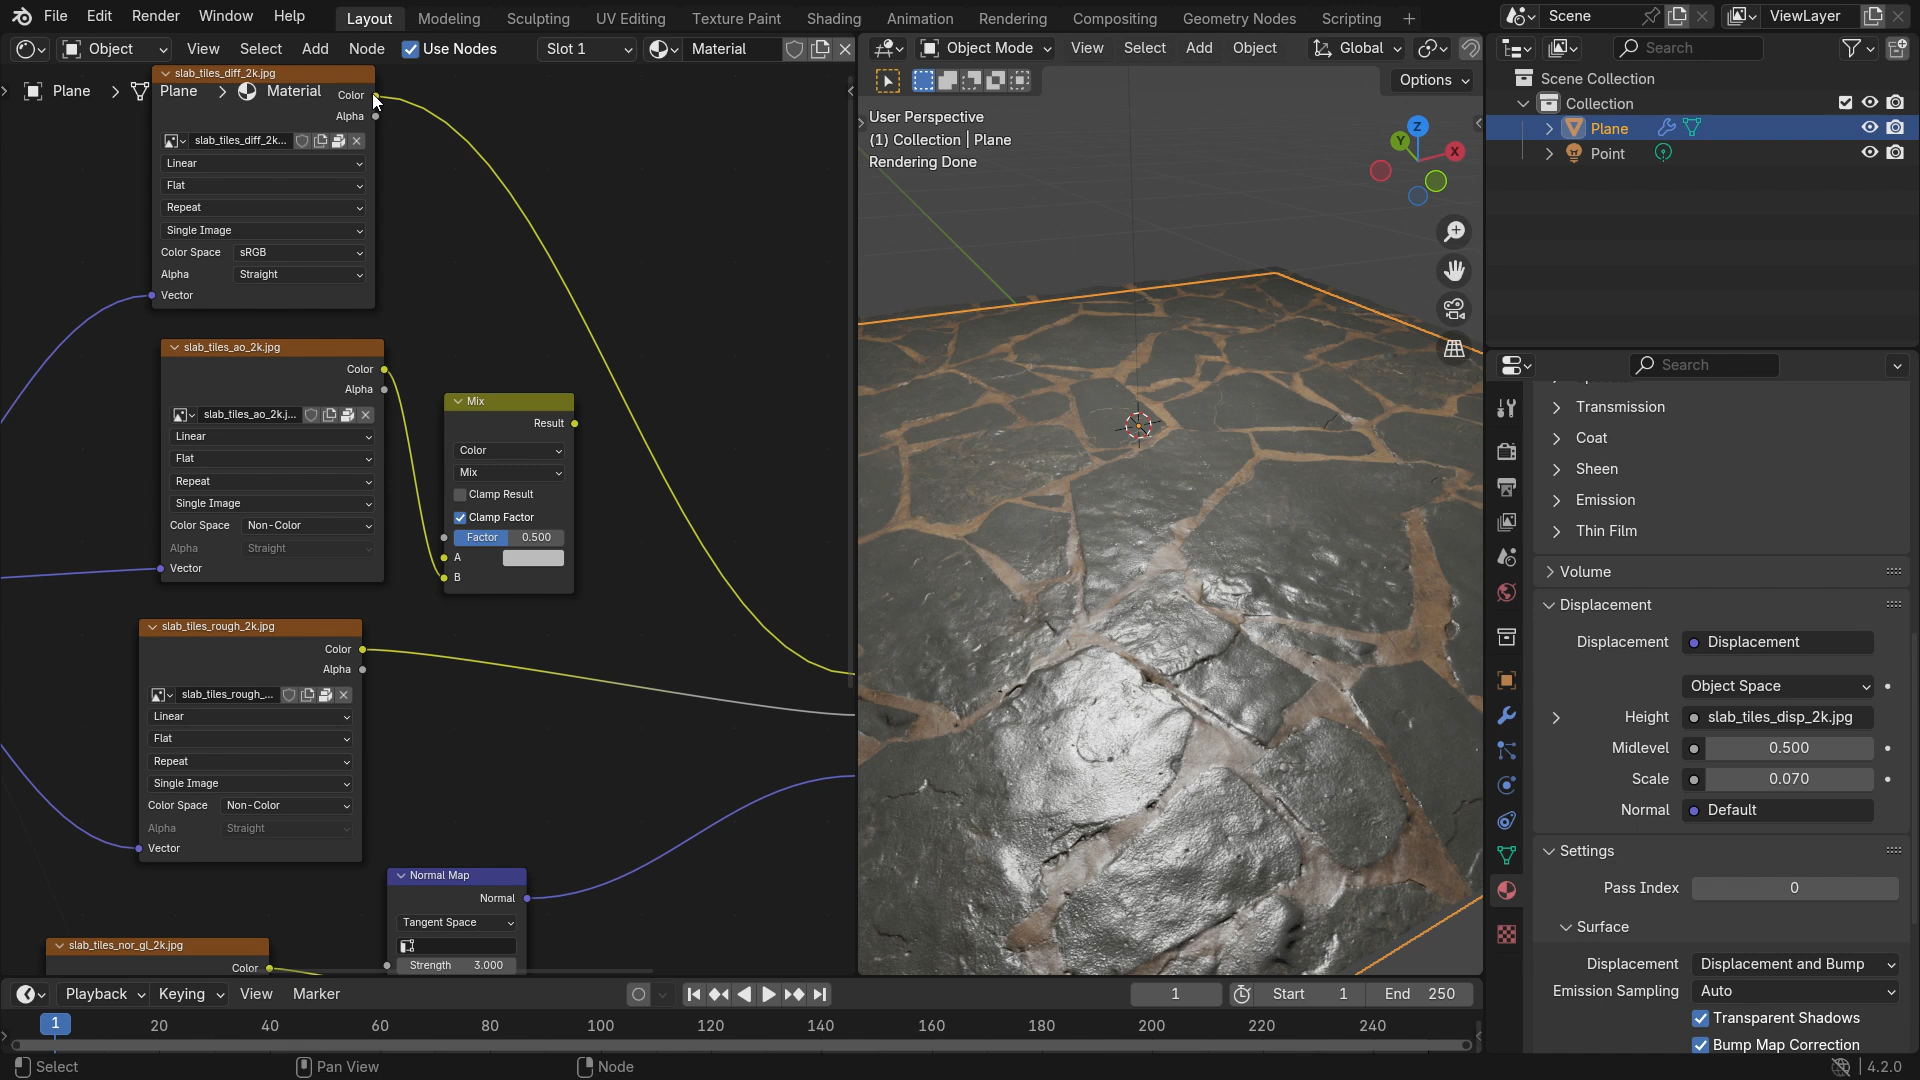 File Edit Render Window Help
Layout Modeling Sculpting UV Editing Texture Paint Shading Animation Rendering Compositing Geometry Nodes Scripting
Scene
ViewLayer
Object View Select Add Node Use Nodes Slot 1 Material
Plane Plane Material
slab_tiles_diff_2k.jpg
Color
Alpha
slab_tiles_diff_2k...
Linear
Flat
Repeat
Single Image
Color Space sRGB
Alpha Straight
Vector
slab_tiles_ao_2k.jpg
Color
Alpha
slab_tiles_ao_2k.j...
Linear
Flat
Repeat
Single Image
Color Space Non-Color
Alpha Straight
Vector
Mix
Result
Color
Mix
Clamp Result
Clamp Factor
Factor 0.500
A
B
slab_tiles_rough_2k.jpg
Color
Alpha
slab_tiles_rough_...
Linear
Flat
Repeat
Single Image
Color Space Non-Color
Alpha Straight
Vector
Normal Map
Normal
Tangent Space
Strength 3.000
slab_tiles_nor_gl_2k.jpg
Color
Object Mode View Select Add Object Global
Options
User Perspective
(1) Collection | Plane
Rendering Done
Z
Y
X
Search
Scene Collection
Collection
Plane
Point
Search
Transmission
Coat
Sheen
Emission
Thin Film
Volume
Displacement
Displacement Displacement
Object Space
Height slab_tiles_disp_2k.jpg
Midlevel 0.500
Scale 0.070
Normal Default
Settings
Pass Index 0
Surface
Displacement Displacement and Bump
Emission Sampling Auto
Transparent Shadows
Bump Map Correction
Playback Keying View Marker
1
Start 1
End 250
1 20 40 60 80 100 120 140 160 180 200 220 240
Select Pan View Node
4.2.0